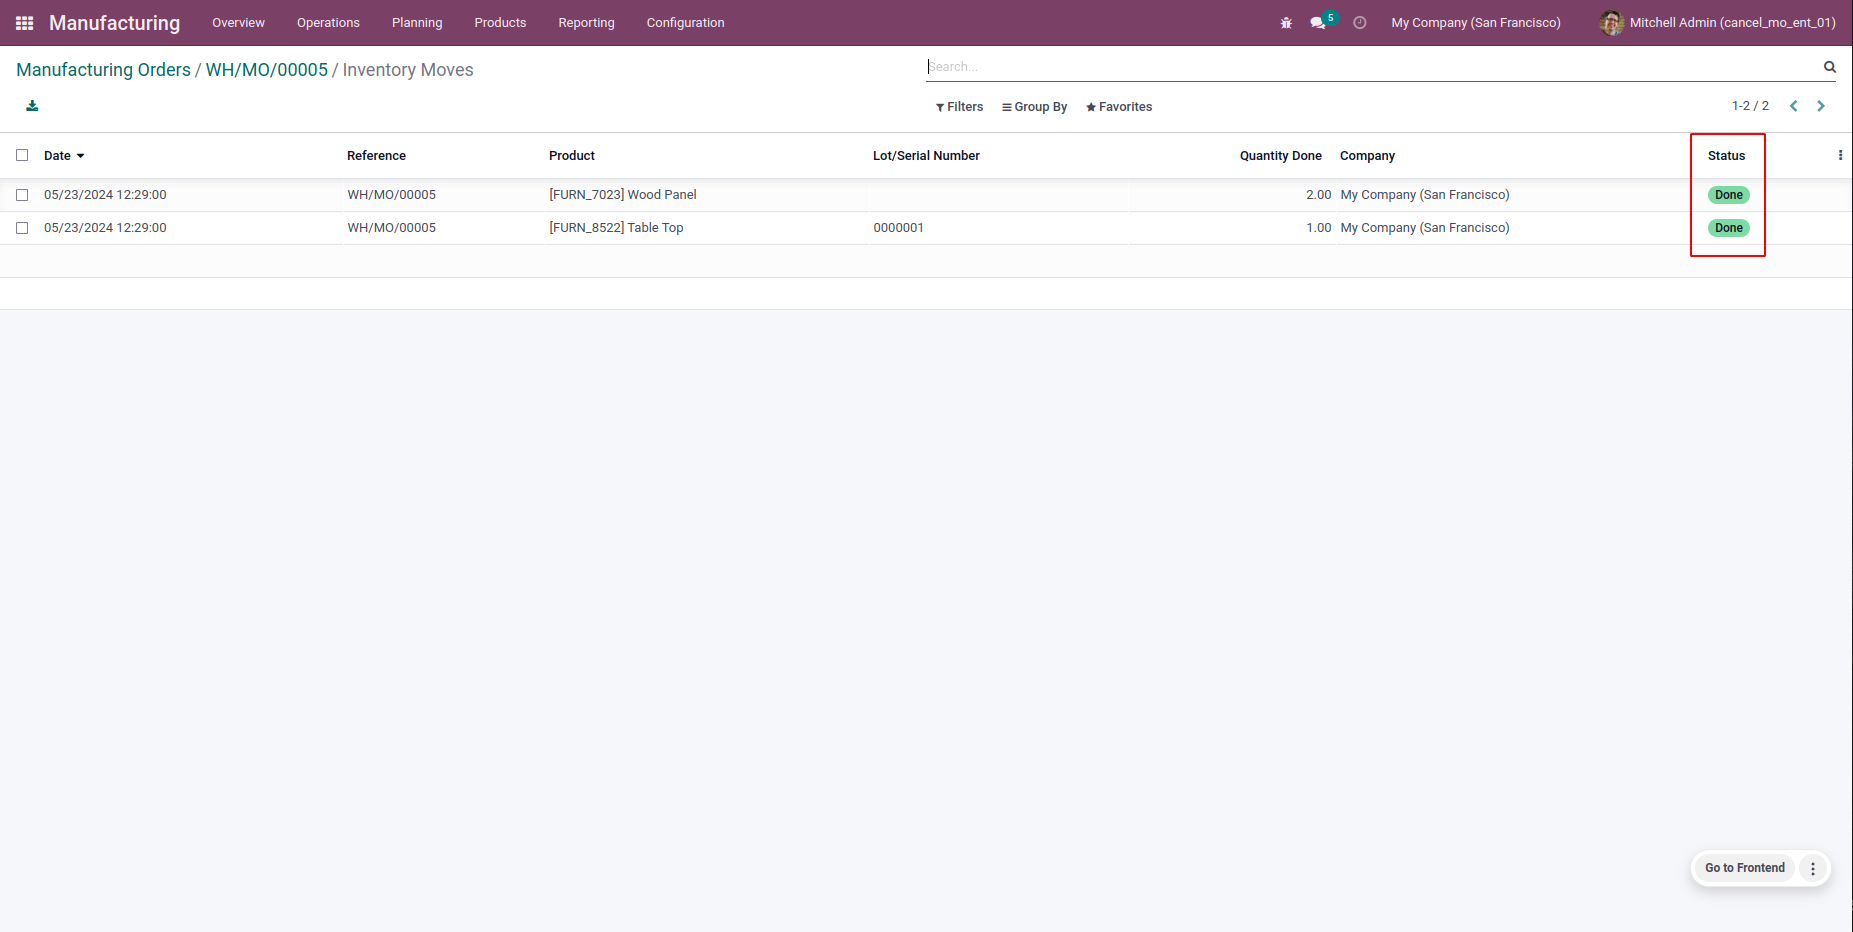 Manufacturing Overview Operations Planning Products Reporting Configuration 5 My Company (San Francisco) Mitchell Admin (cancel_mo_ent_01)
Manufacturing Orders / WH/MO/00005 / Inventory Moves Search...
Filters Group By Favorites 1-2 / 2
Date Reference Product Lot/Serial Number Quantity Done Company Status
05/23/2024 12:29:00 WH/MO/00005 [FURN_7023] Wood Panel 2.00 My Company (San Francisco) Done
05/23/2024 12:29:00 WH/MO/00005 [FURN_8522] Table Top 0000001 1.00 My Company (San Francisco) Done
Go to Frontend